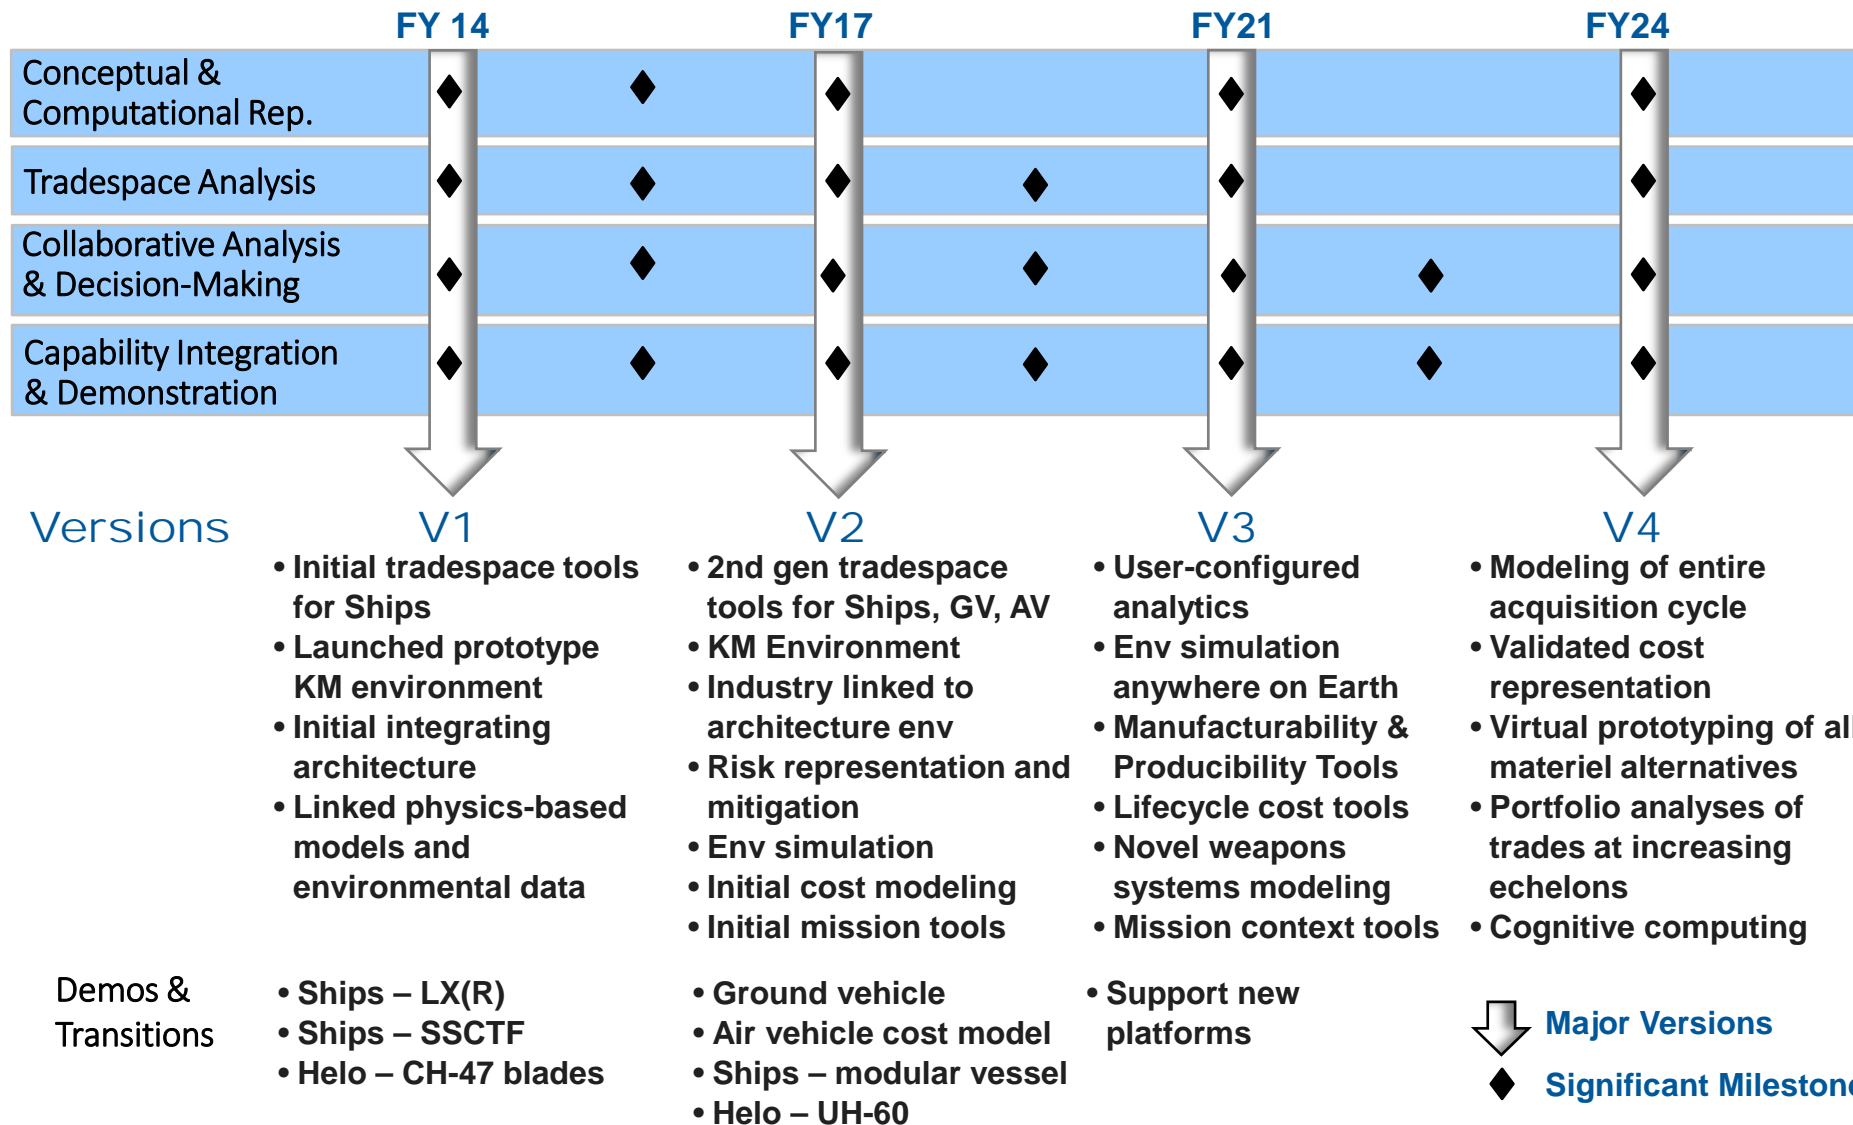 FY 14 FY17 FY21 FY24
Conceptual &
Computational Rep.
Tradespace Analysis
Collaborative Analysis
& Decision-Making
Capability Integration
& Demonstration
Versions
V1
• Initial tradespace tools
for Ships
• Launched prototype
KM environment
• Initial integrating
architecture
• Linked physics-based
models and
environmental data
V2
• 2nd gen tradespace
tools for Ships, GV, AV
• KM Environment
• Industry linked to
architecture env
• Risk representation and
mitigation
• Env simulation
• Initial cost modeling
• Initial mission tools
V3
• User-configured
analytics
• Env simulation
anywhere on Earth
• Manufacturability &
Producibility Tools
• Lifecycle cost tools
• Novel weapons
systems modeling
• Mission context tools
V4
• Modeling of entire
acquisition cycle
• Validated cost
representation
• Virtual prototyping of all
materiel alternatives
• Portfolio analyses of
trades at increasing
echelons
• Cognitive computing
Demos &
Transitions
• Ships – LX(R)
• Ships – SSCTF
• Helo – CH-47 blades
• Ground vehicle
• Air vehicle cost model
• Ships – modular vessel
• Helo – UH-60
• Support new
platforms
Major Versions
Significant Milestone